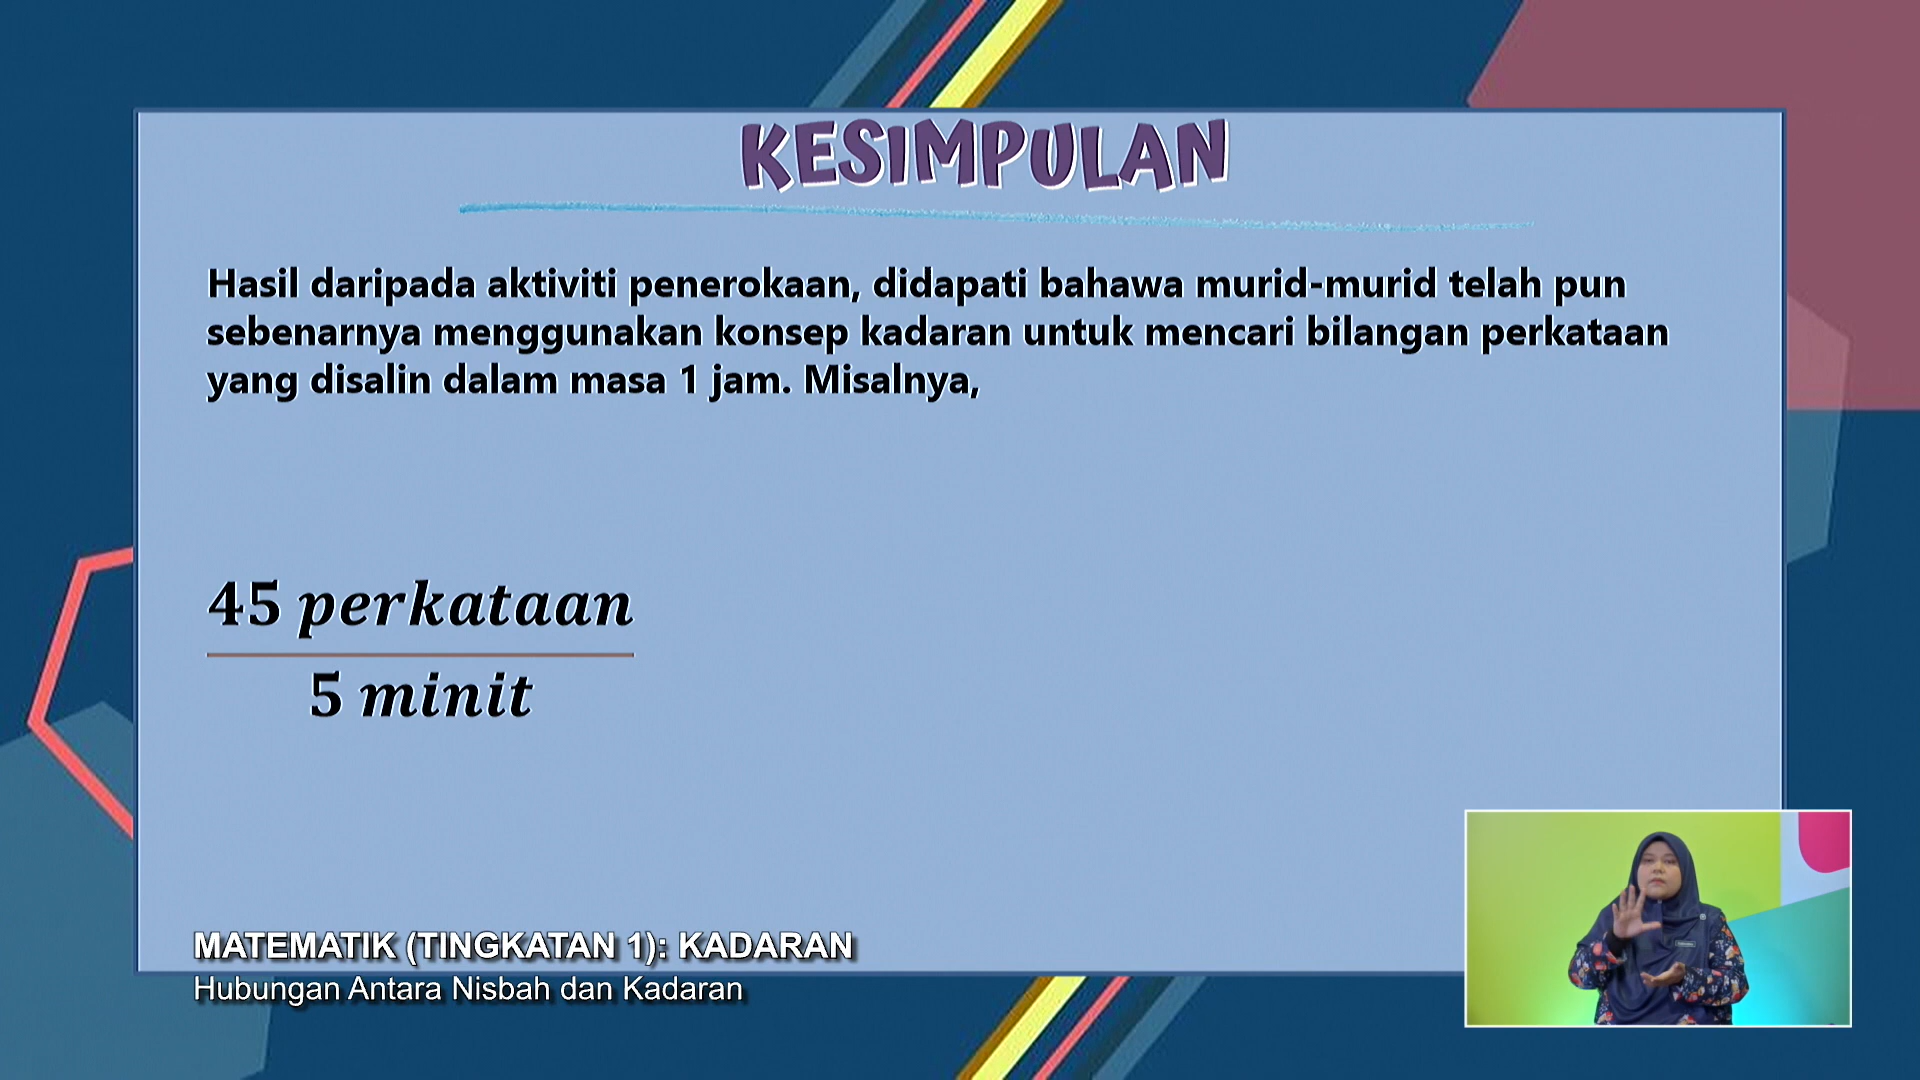 KESIMPULAN
Hasil daripada aktiviti penerokaan, didapati bahawa murid-murid telah pun
sebenarnya menggunakan konsep kadaran untuk mencari bilangan perkataan
yang disalin dalam masa 1 jam. Misalnya,
45 perkataan
5 minit
MATEMATIK (TINGKATAN 1): KADARAN
Hubungan Antara Nisbah dan Kadaran